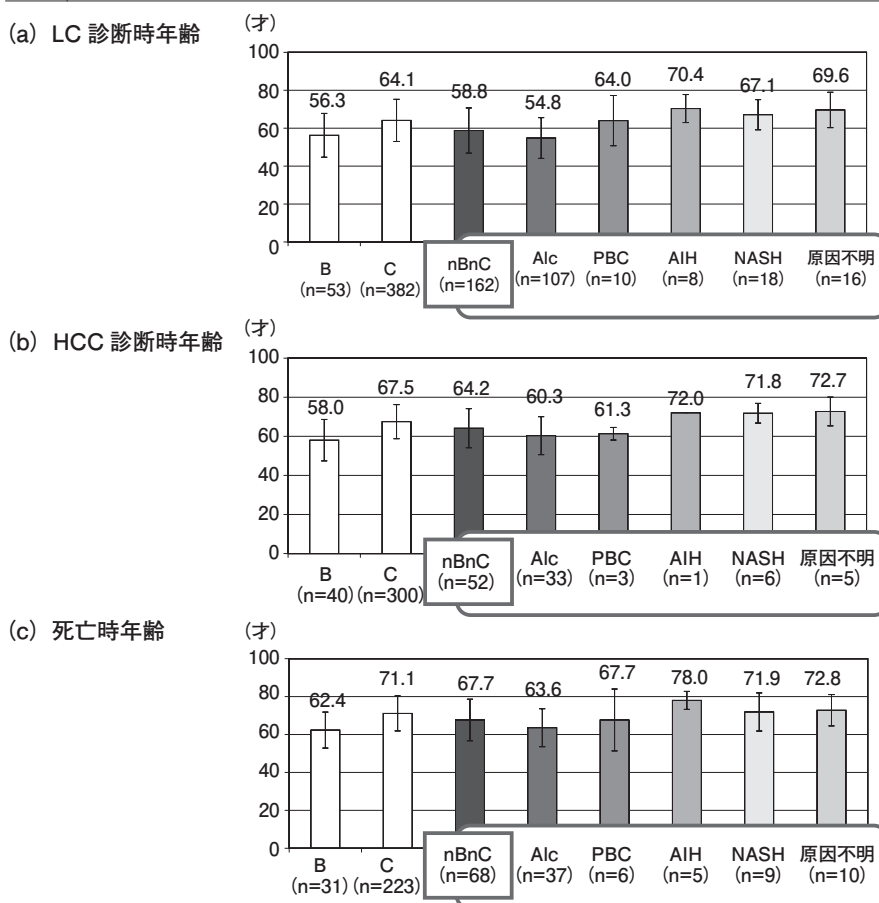 (a) LC 診断時年齢
(才)
100
80
60
40
20
0
56.3 64.1 58.8 54.8 64.0 70.4 67.1 69.6
B C nBnC Alc PBC AIH NASH 原因不明
(n=53) (n=382) (n=162) (n=107) (n=10) (n=8) (n=18) (n=16)
(b) HCC 診断時年齢
(才)
100
80
60
40
20
0
58.0 67.5 64.2 60.3 61.3 72.0 71.8 72.7
B C nBnC Alc PBC AIH NASH 原因不明
(n=40) (n=300) (n=52) (n=33) (n=3) (n=1) (n=6) (n=5)
(c) 死亡時年齢
(才)
100
80
60
40
20
0
62.4 71.1 67.7 63.6 67.7 78.0 71.9 72.8
B C nBnC Alc PBC AIH NASH 原因不明
(n=31) (n=223) (n=68) (n=37) (n=6) (n=5) (n=9) (n=10)